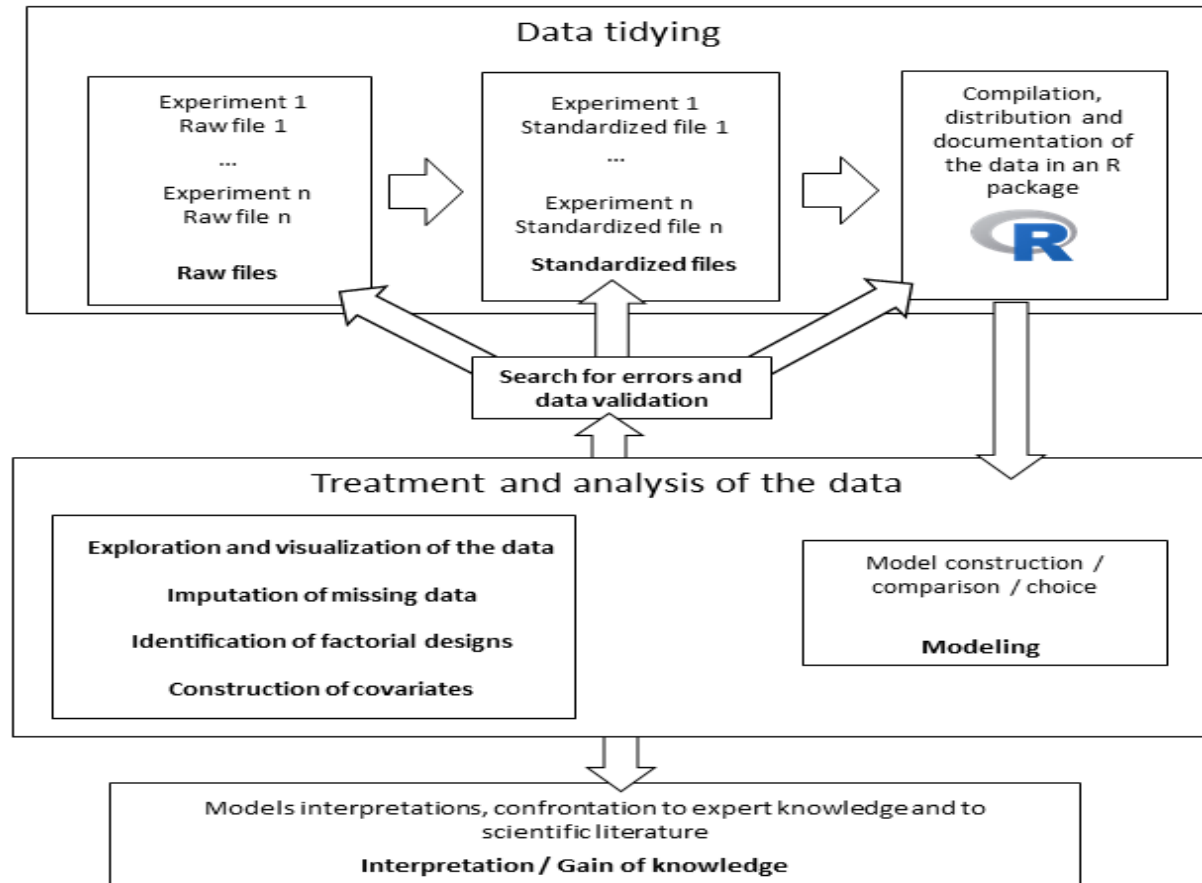 Data tidying
Experiment 1
Raw file 1
...
Experiment n
Raw file n
Raw files
Experiment 1
Standardized file 1
...
Experiment n
Standardized file n
Standardized files
Compilation,
distribution and
documentation of
the data in an R
package
R
Search for errors and
data validation
Treatment and analysis of the data
Exploration and visualization of the data
Imputation of missing data
Identification of factorial designs
Construction of covariates
Model construction /
comparison / choice
Modeling
Models interpretations, confrontation to expert knowledge and to
scientific literature
Interpretation / Gain of knowledge